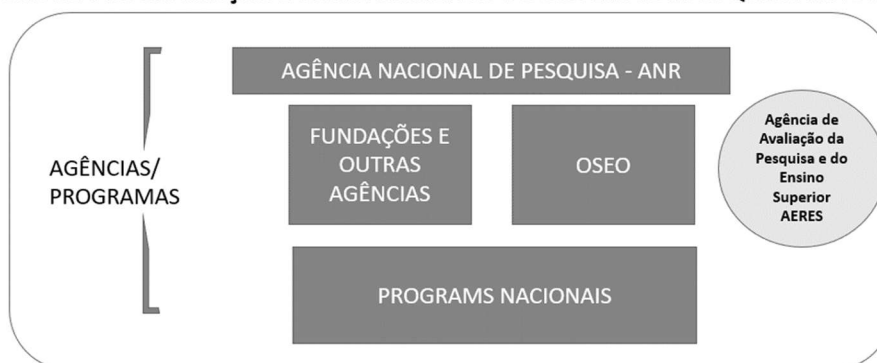 AGÊNCIA NACIONAL DE PESQUISA - ANR
AGÊNCIAS/
PROGRAMAS
FUNDAÇÕES E
OUTRAS
AGÊNCIAS
OSEO
Agência de
Avaliação da
Pesquisa e do
Ensino
Superior
AERES
PROGRAMS NACIONAIS